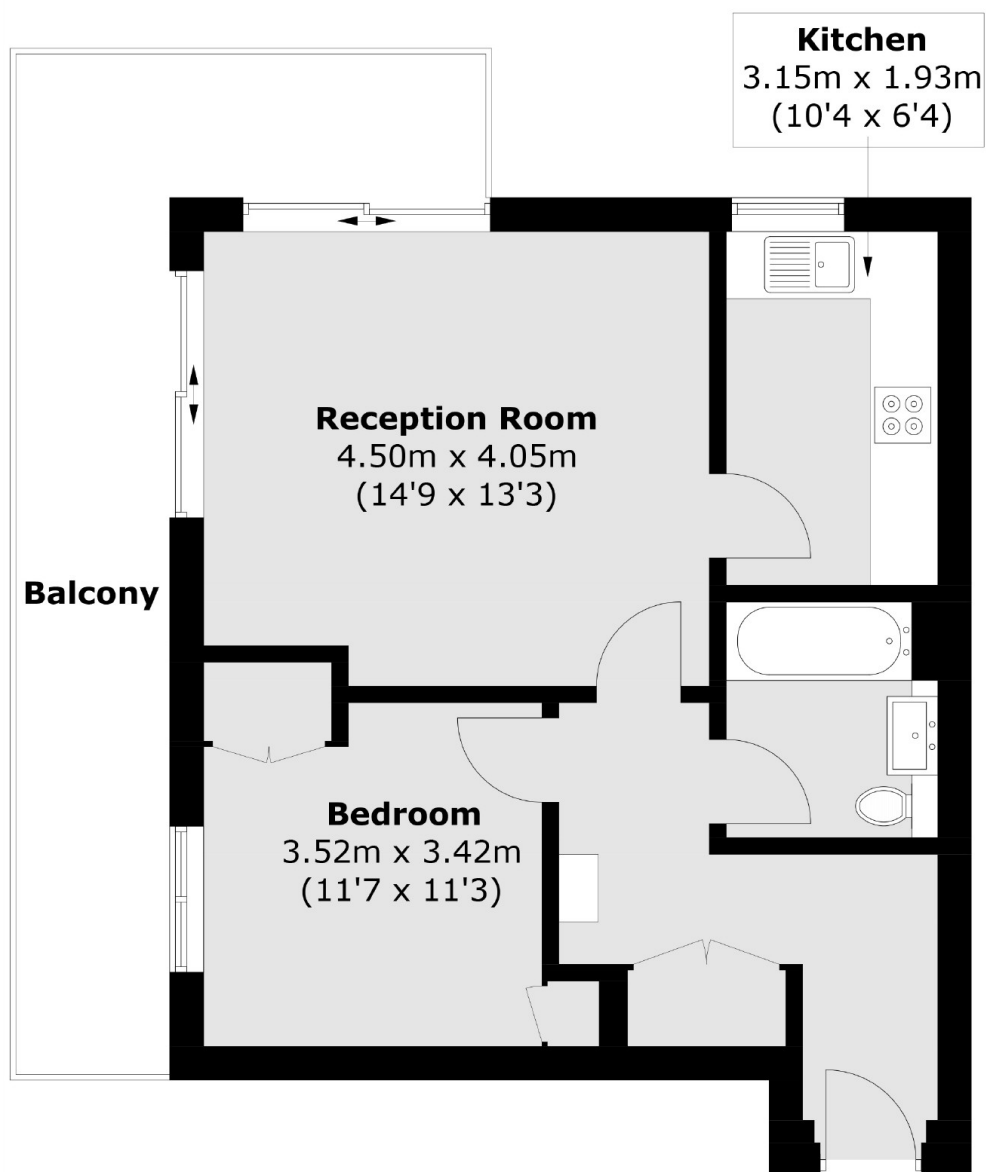 Kitchen
3.15m x 1.93m
(10'4 x 6'4)
Reception Room
4.50m x 4.05m
(14'9 x 13'3)
Balcony
Bedroom
3.52m x 3.42m
(11'7 x 11'3)